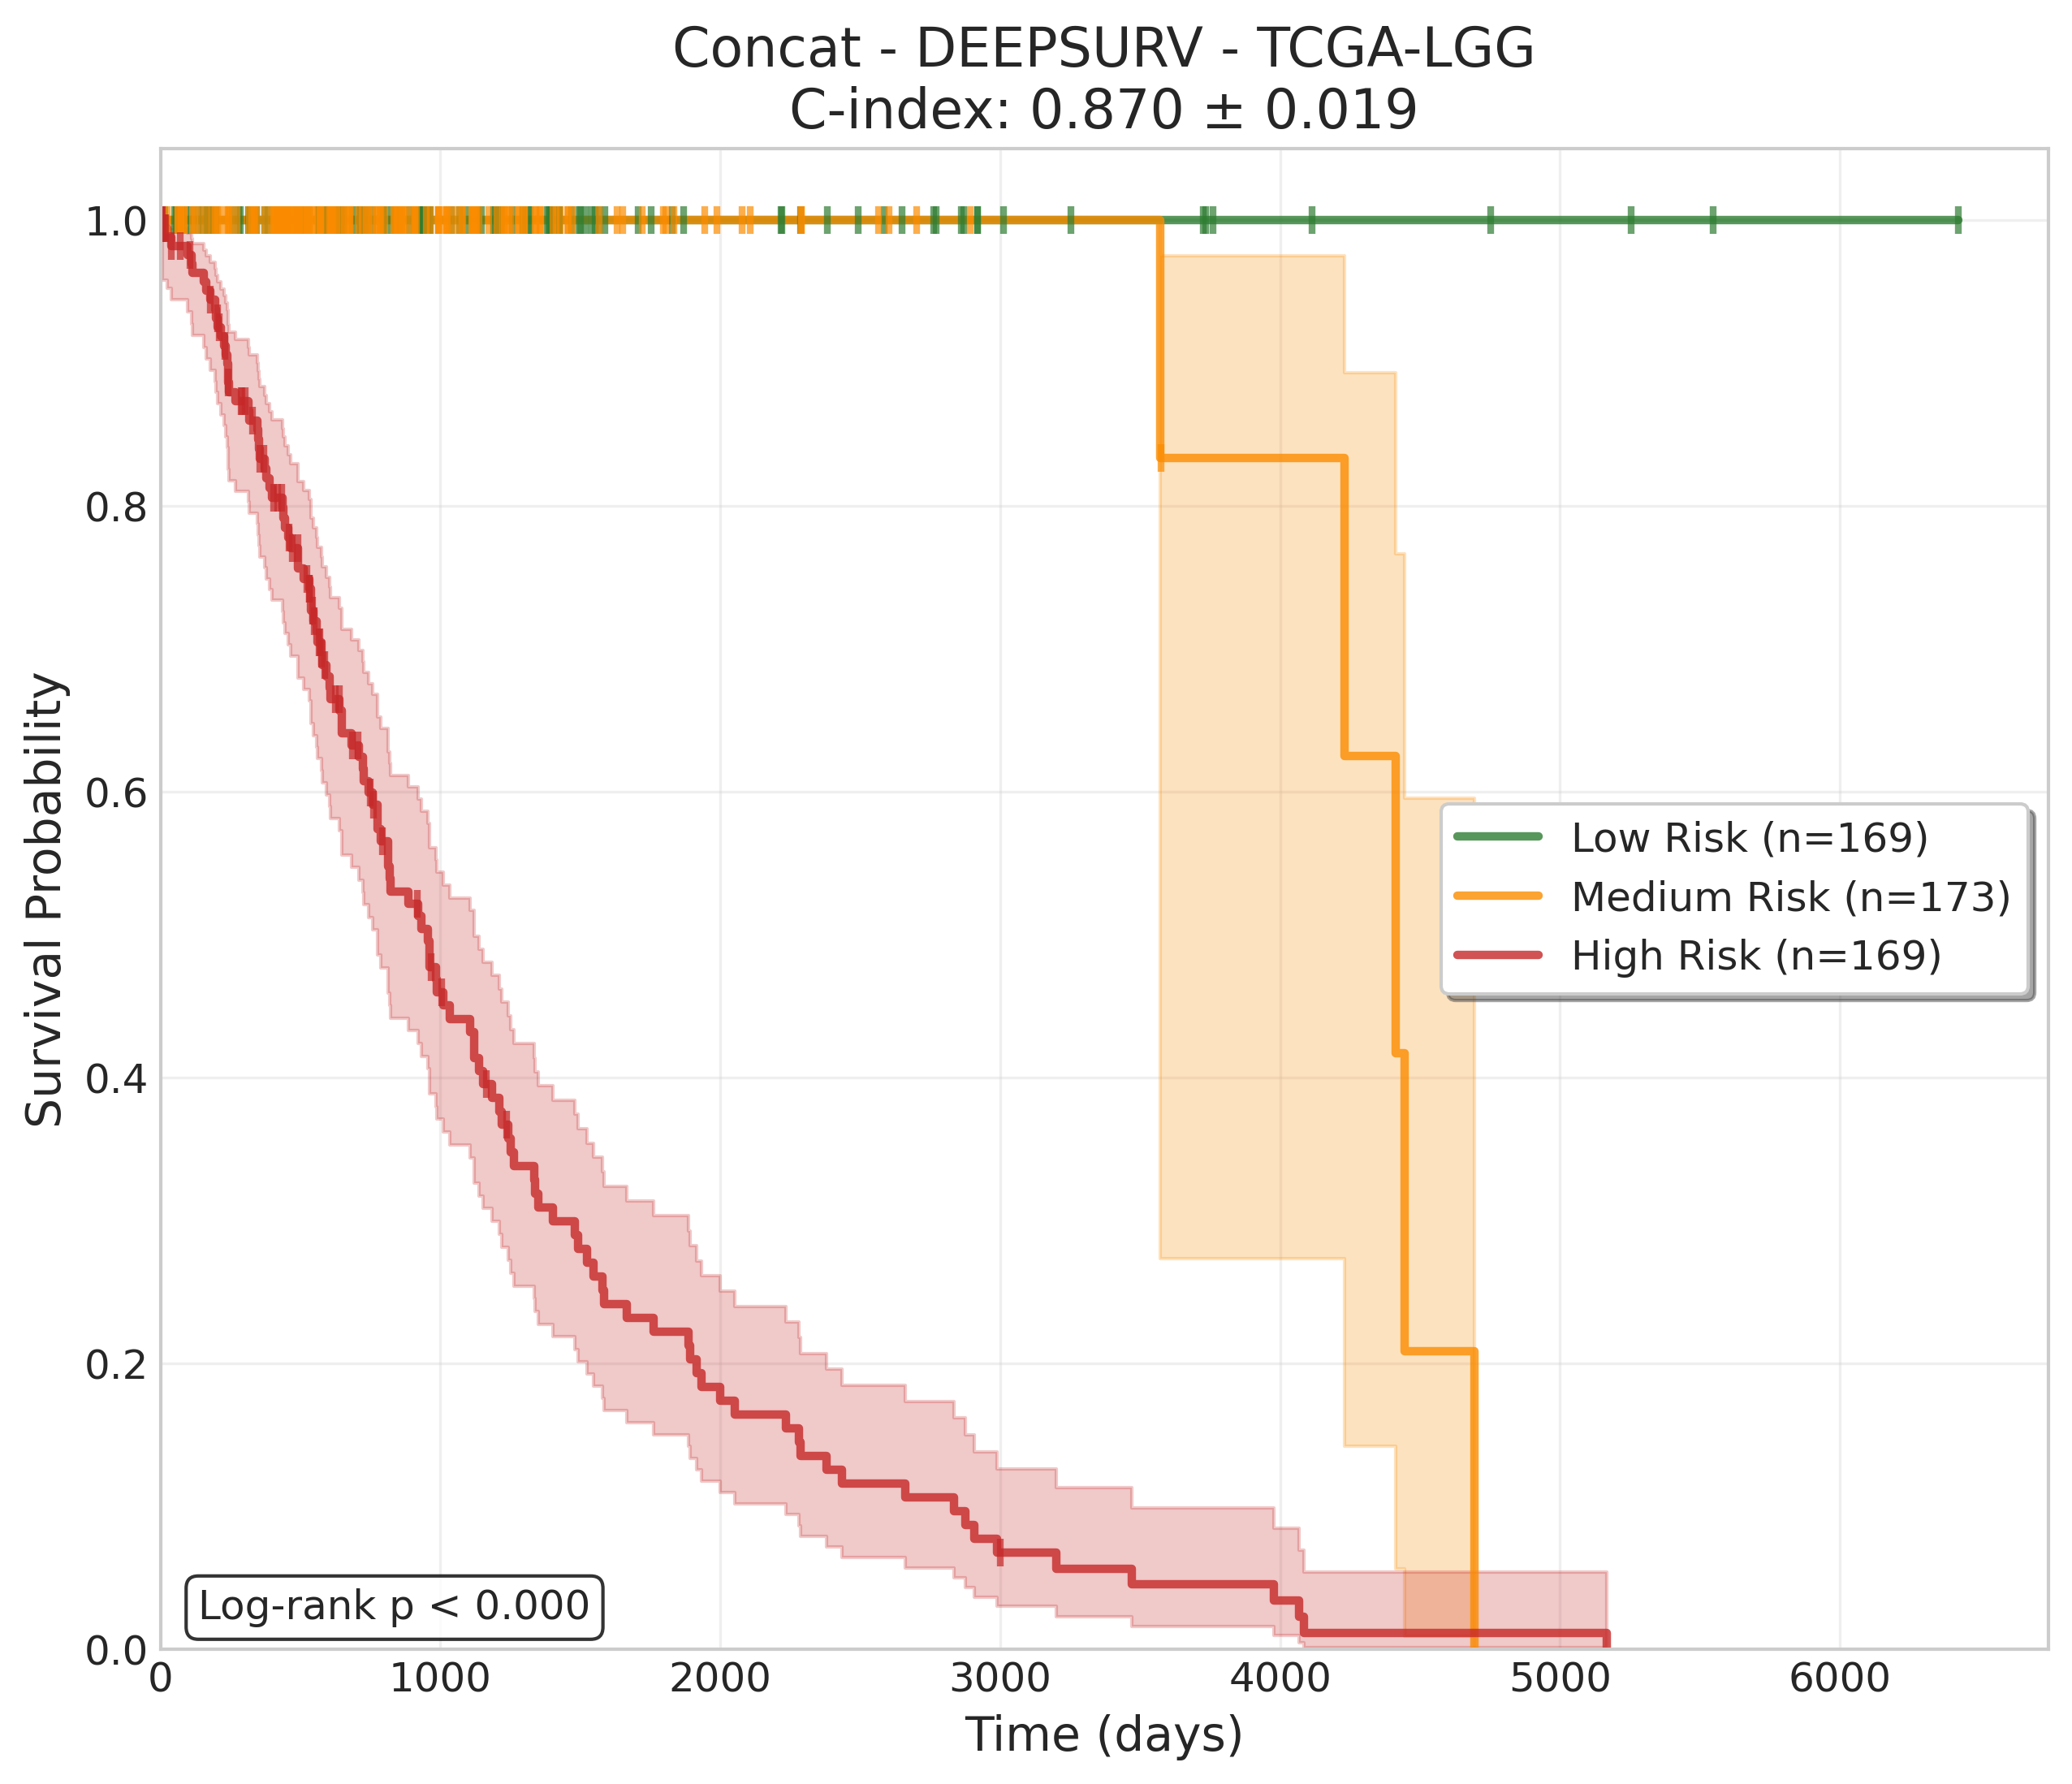 Concat - DEEPSURV - TCGA-LGG
C-index: 0.870 ± 0.019
Survival Probability
1.0
0.8
0.6
0.4
0.2
0.0
Low Risk (n=169)
Medium Risk (n=173)
High Risk (n=169)
Log-rank p < 0.000
0 1000 2000 3000 4000 5000 6000
Time (days)